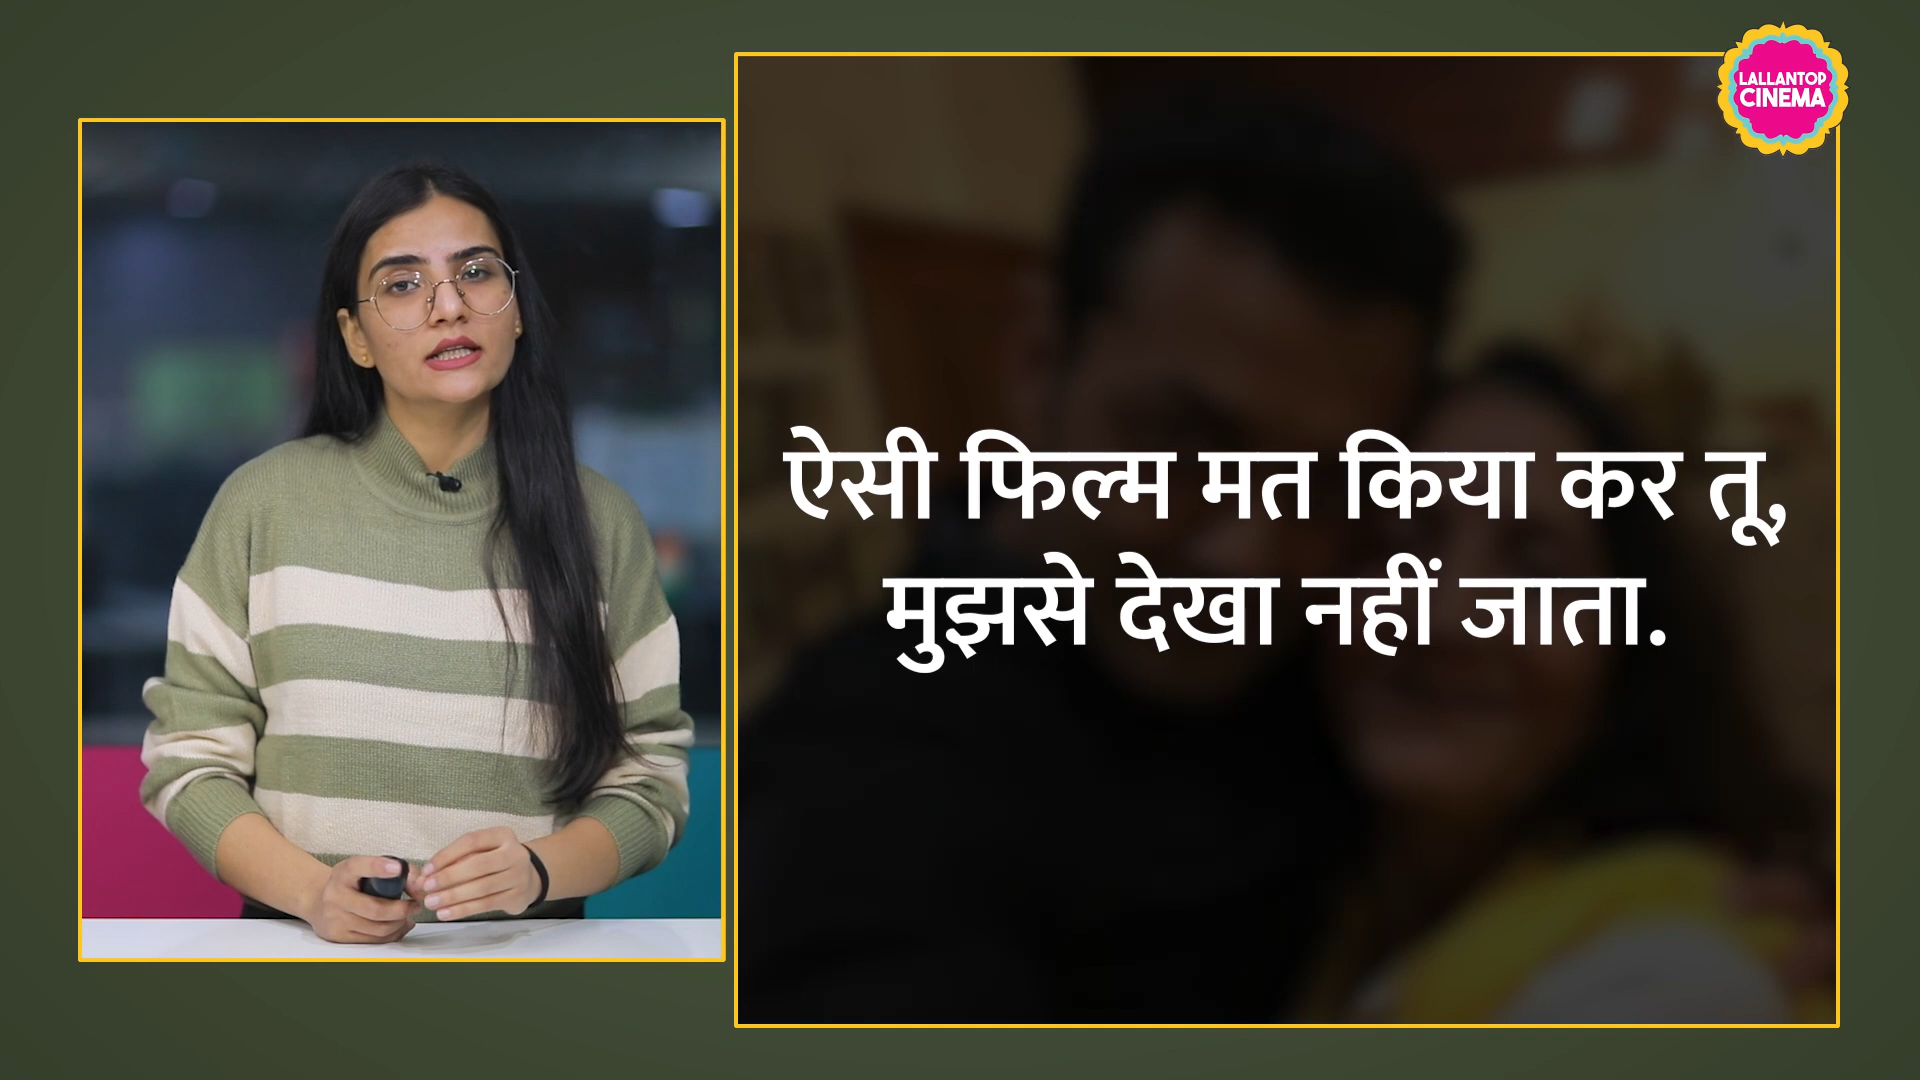 LALLANTOP
CINEMA
ऐसी फिल्म मत किया कर तू,
मुझसे देखा नहीं जाता.